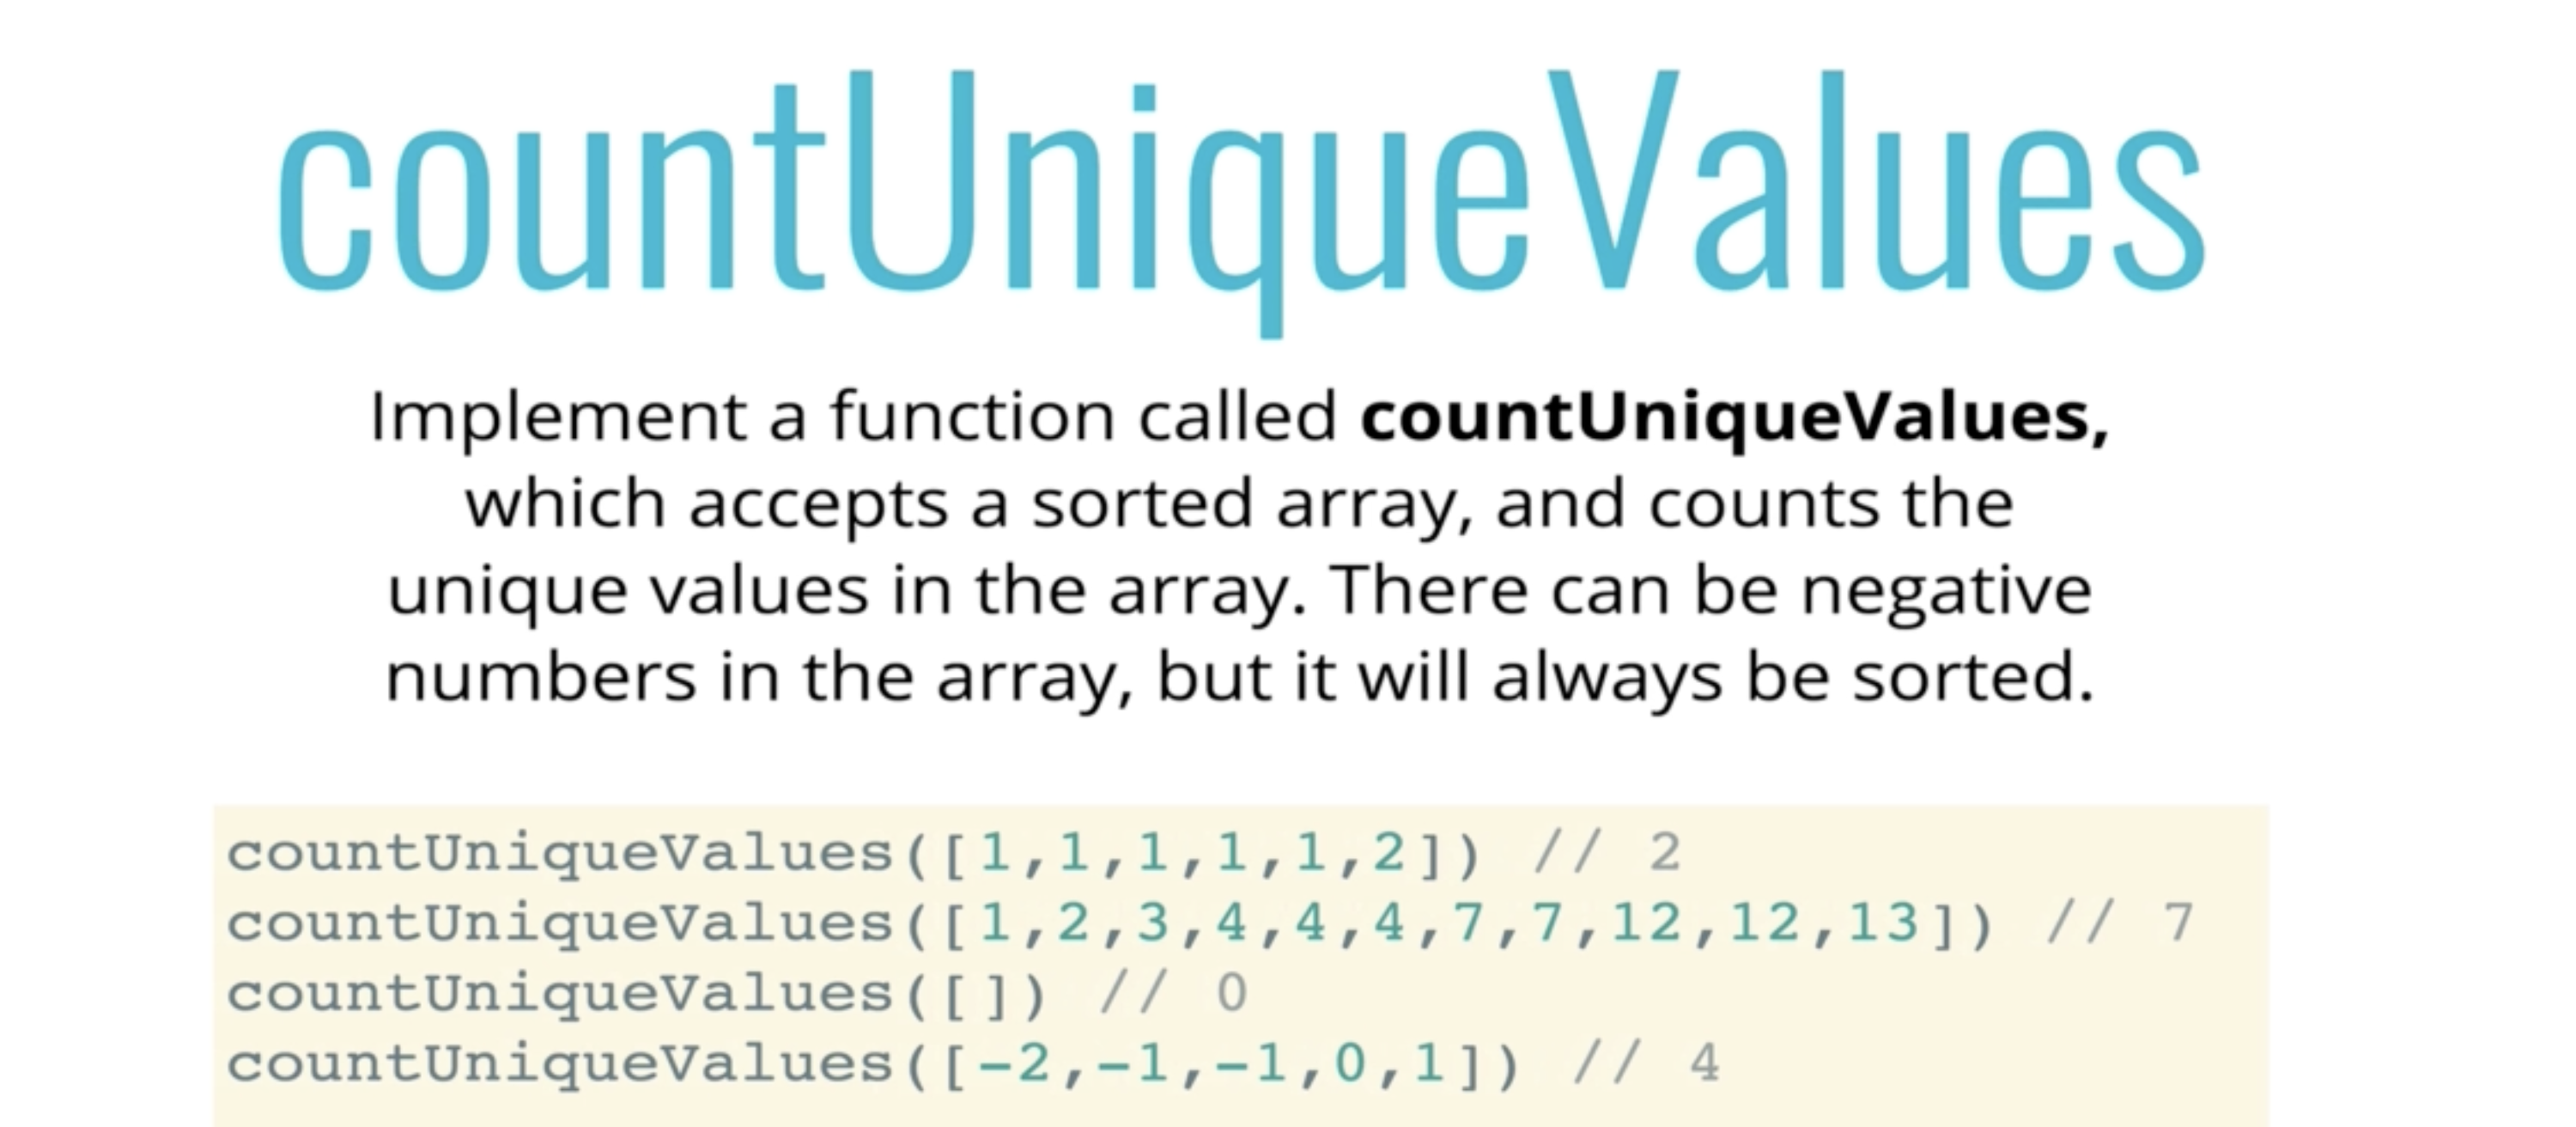 countUniqueValues
Implement a function called countUniqueValues,
which accepts a sorted array, and counts the
unique values in the array. There can be negative
numbers in the array, but it will always be sorted.
countUniqueValues([1,1,1,1,1,2]) // 2
countUniqueValues([1,2,3,4,4,4,7,7,12,12,13]) // 7
countUniqueValues([]) // 0
countUniqueValues([-2,-1,-1,0,1]) // 4